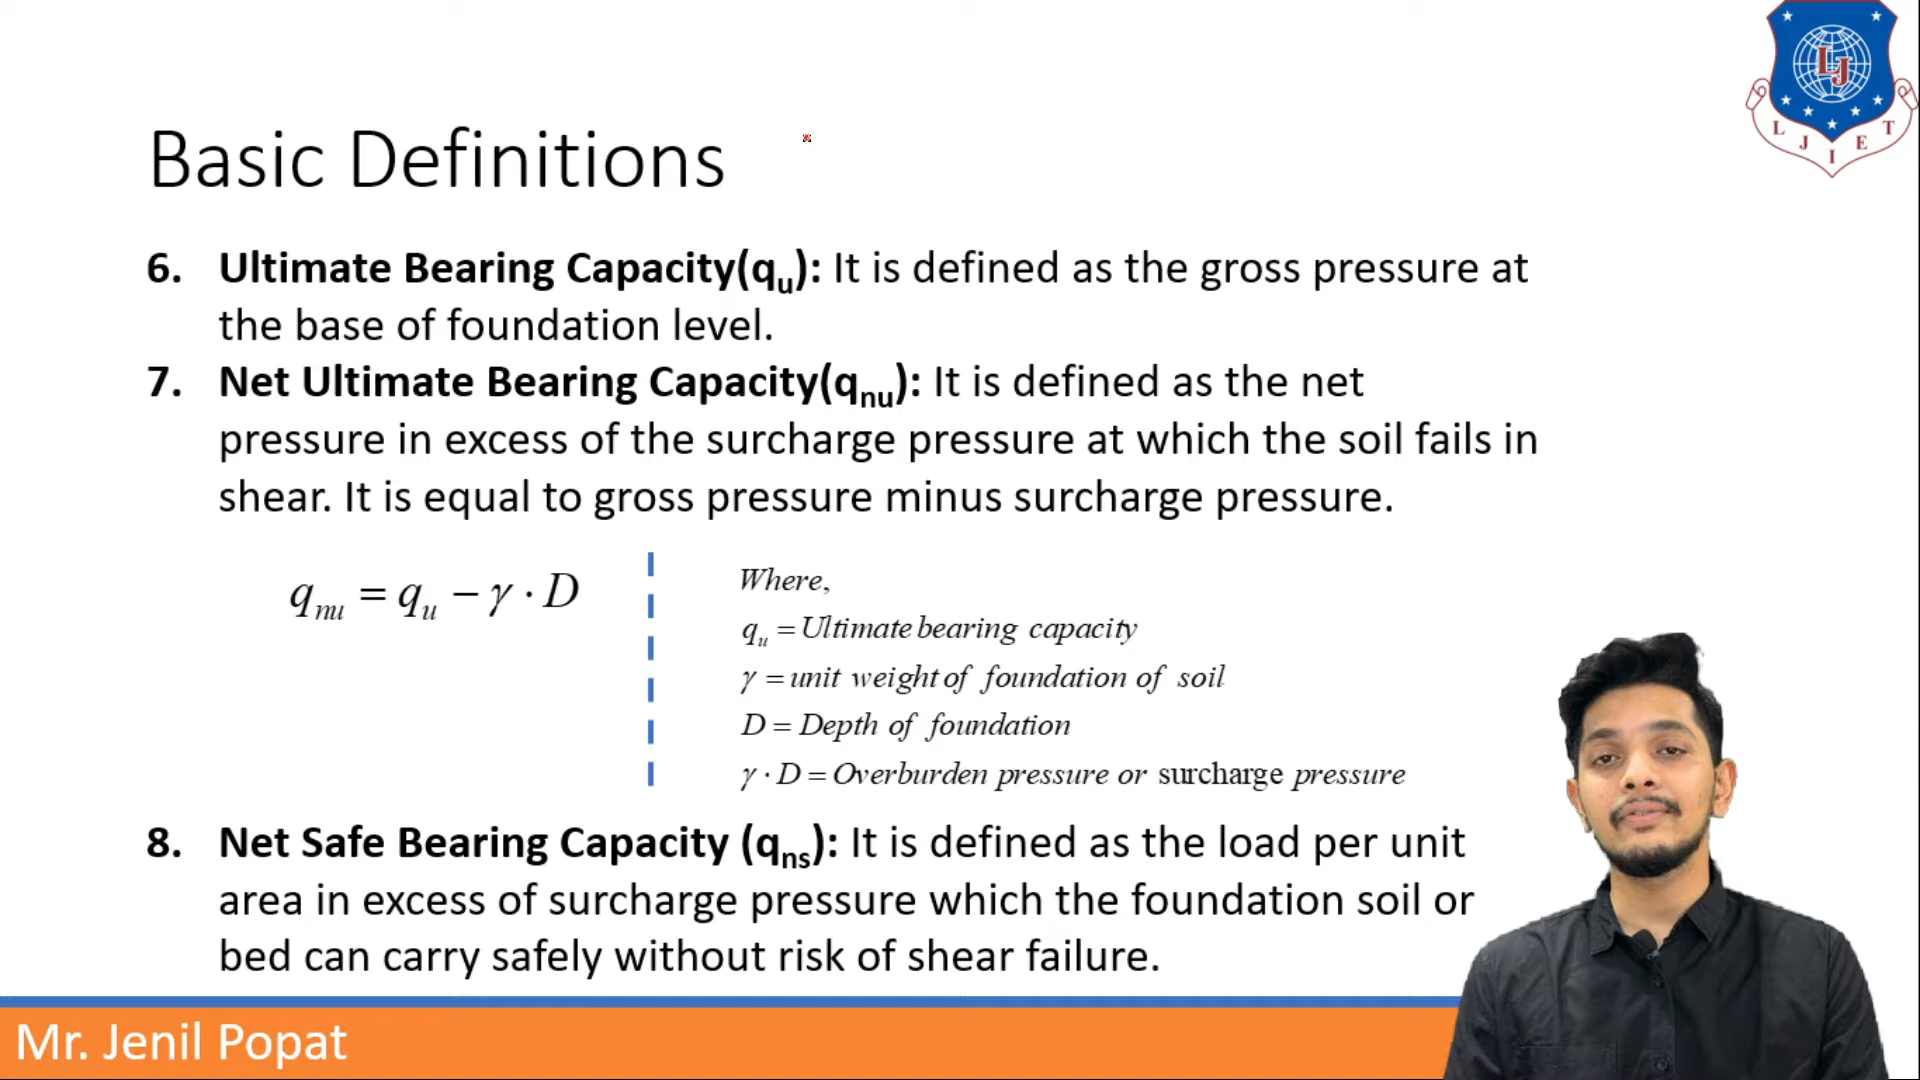 Basic Definitions
LJ
L J I E T
6. Ultimate Bearing Capacity(qu): It is defined as the gross pressure at
the base of foundation level.
7. Net Ultimate Bearing Capacity(qnu): It is defined as the net
pressure in excess of the surcharge pressure at which the soil fails in
shear. It is equal to gross pressure minus surcharge pressure.
qnu = qu − γ · D
Where,
qu = Ultimate bearing capacity
γ = unit weight of foundation of soil
D = Depth of foundation
γ · D = Overburden pressure or surcharge pressure
8. Net Safe Bearing Capacity (qns): It is defined as the load per unit
area in excess of surcharge pressure which the foundation soil or
bed can carry safely without risk of shear failure.
Mr. Jenil Popat